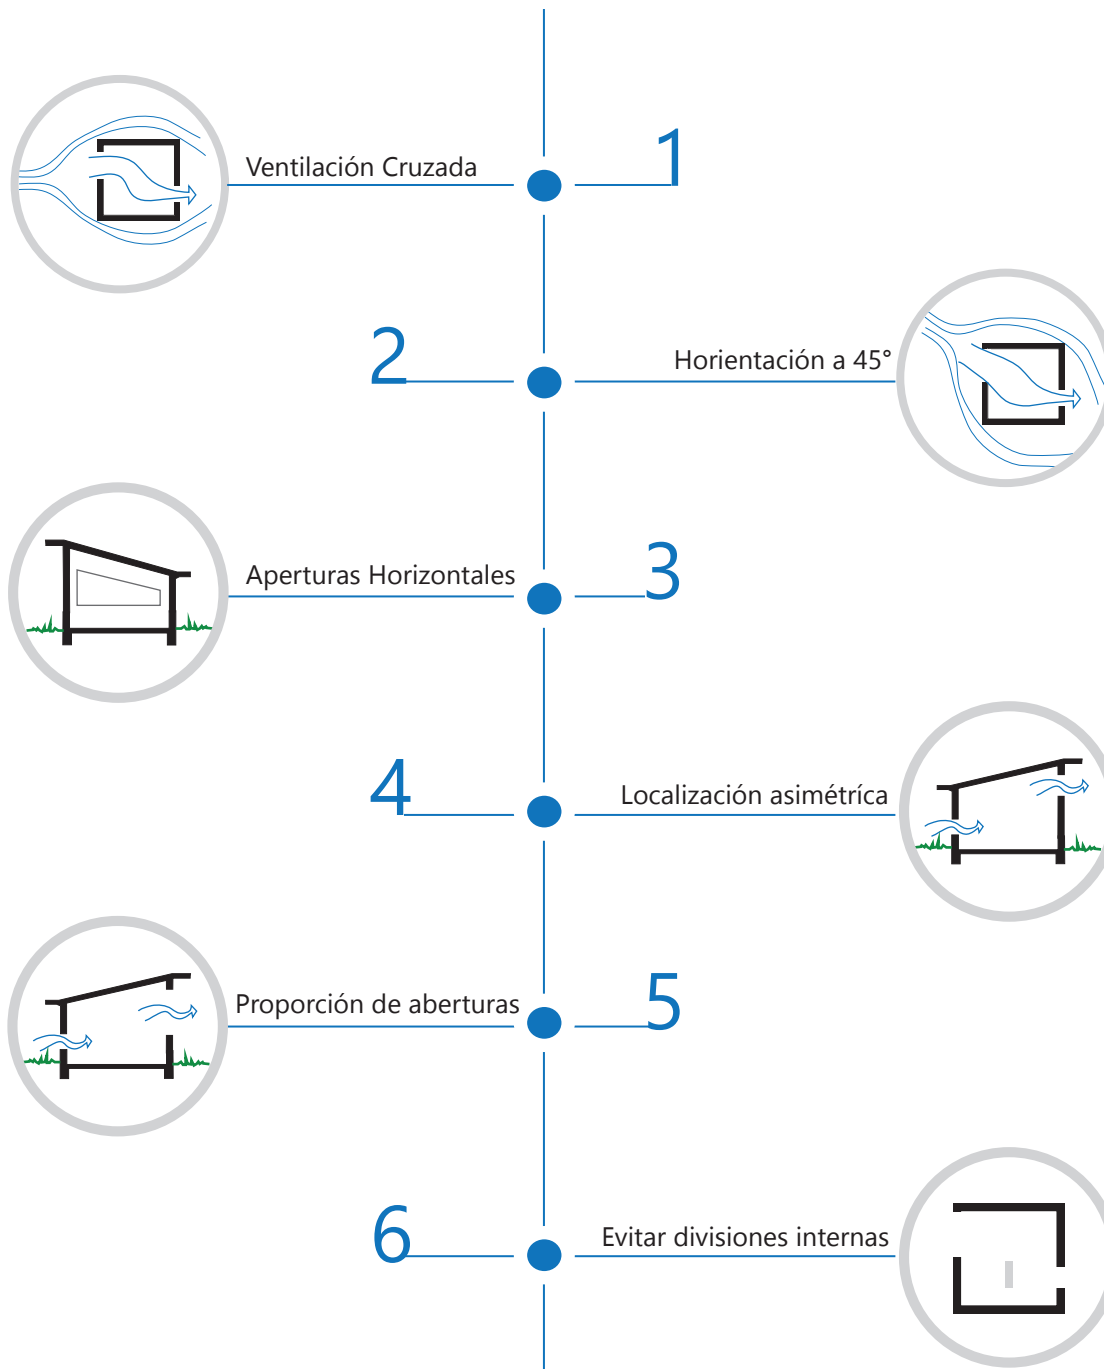 Ventilación Cruzada
1
2
Horientación a 45°
Aperturas Horizontales
3
4
Localización asimétríca
Proporción de aberturas
5
6
Evitar divisiones internas